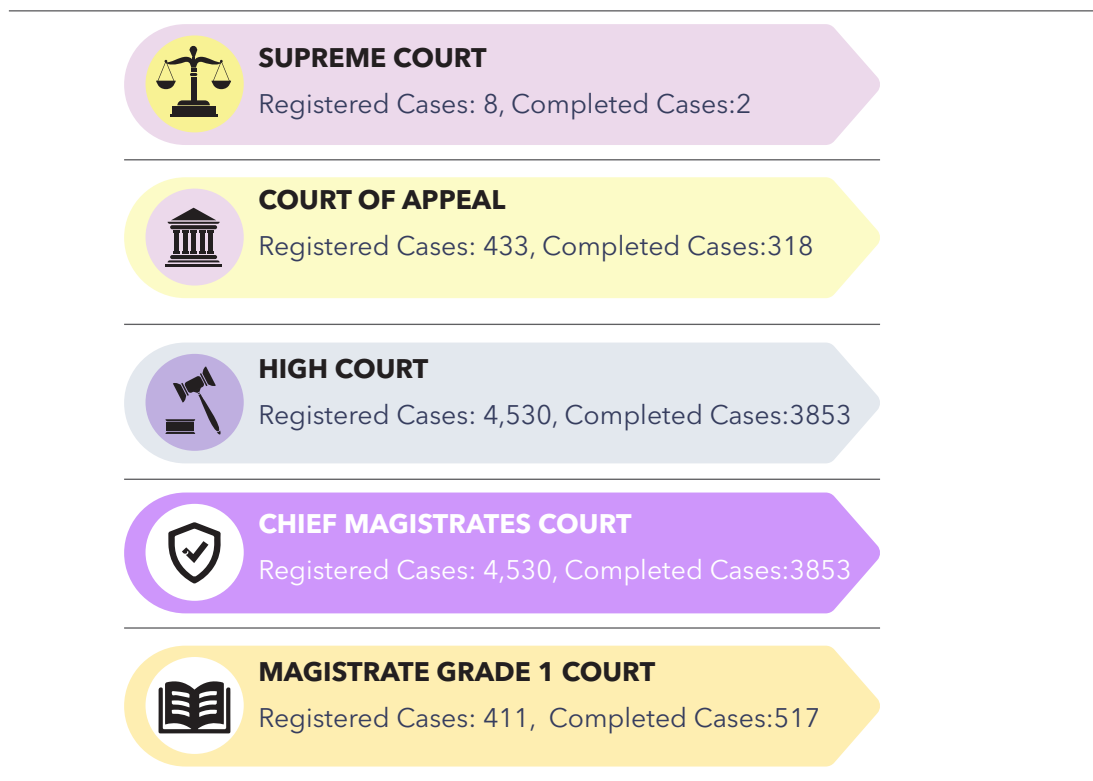 SUPREME COURT
Registered Cases: 8, Completed Cases:2
COURT OF APPEAL
Registered Cases: 433, Completed Cases:318
HIGH COURT
Registered Cases: 4,530, Completed Cases:3853
CHIEF MAGISTRATES COURT
Registered Cases: 4,530, Completed Cases:3853
MAGISTRATE GRADE 1 COURT
Registered Cases: 411,  Completed Cases:517